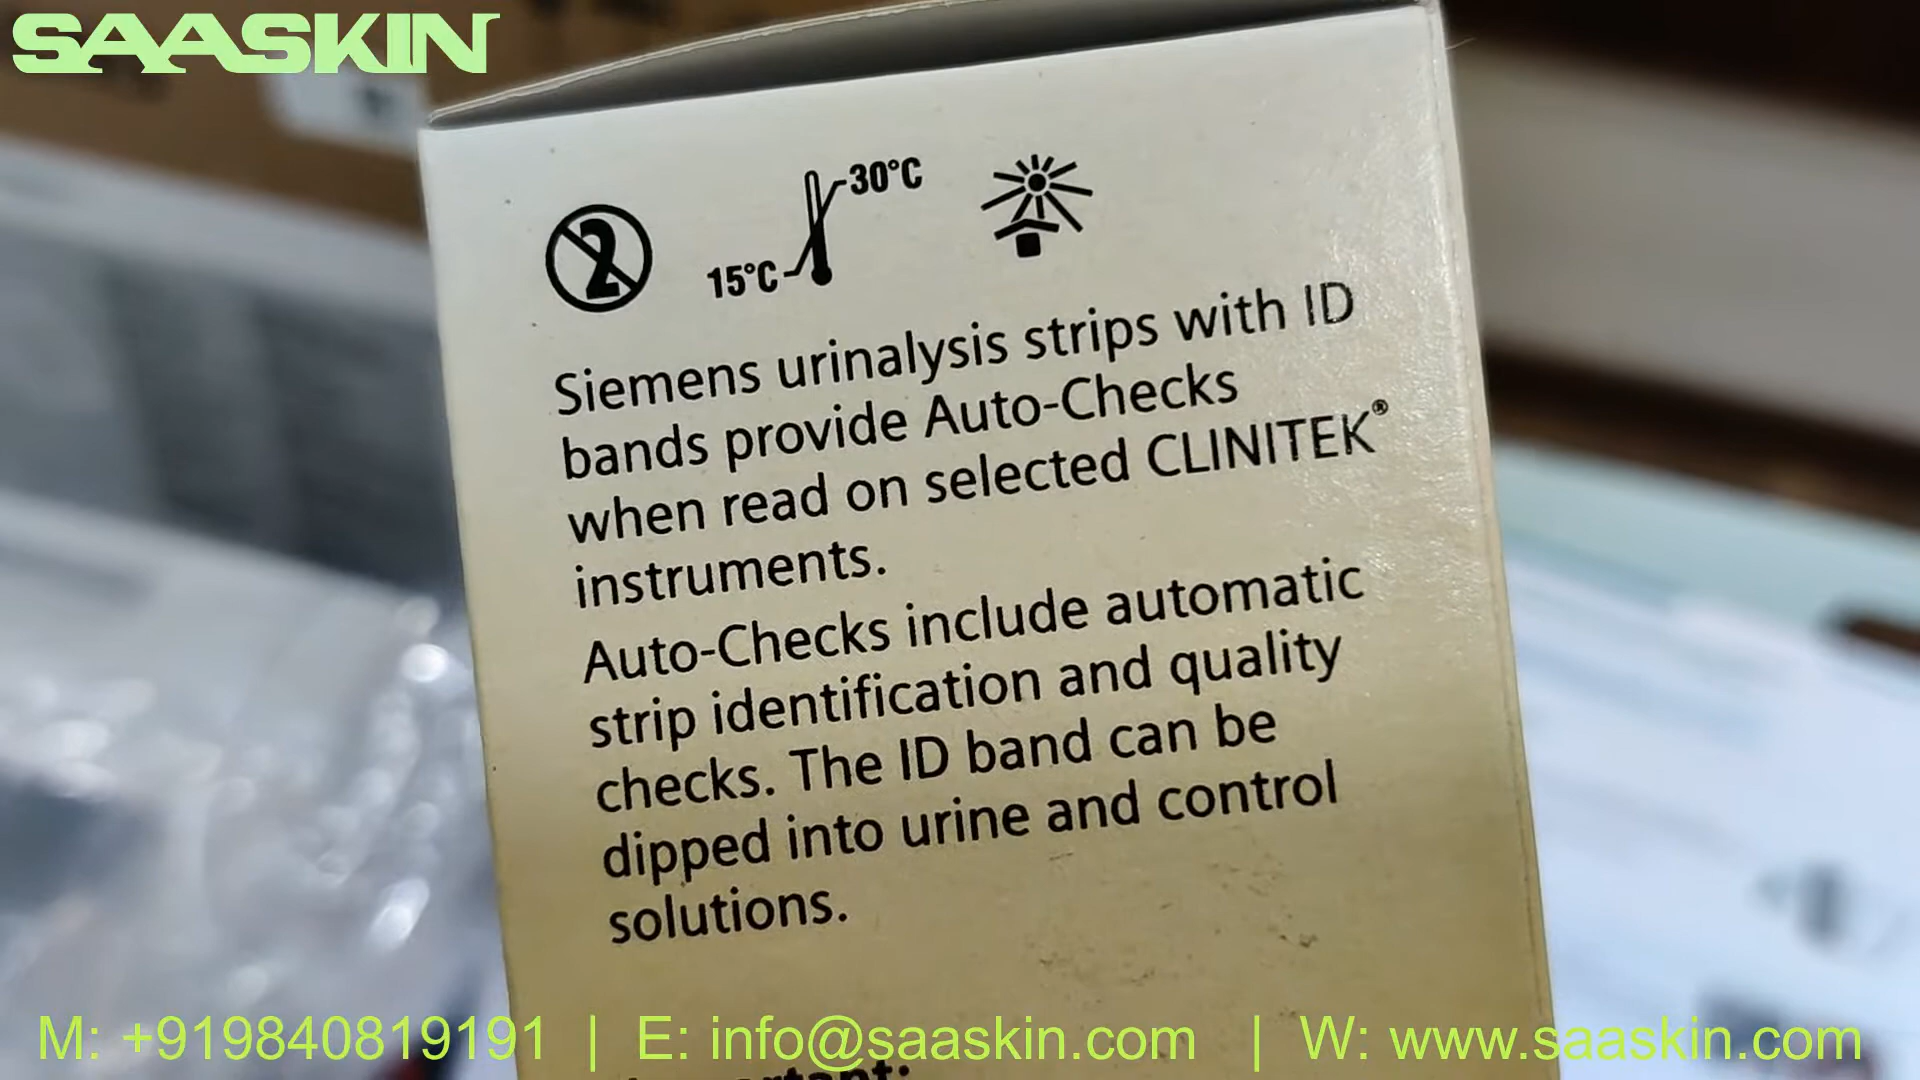 SAASKIN
2
30°C
15°C
Siemens urinalysis strips with ID
bands provide Auto-Checks
when read on selected CLINITEK®
instruments.
Auto-Checks include automatic
strip identification and quality
checks. The ID band can be
dipped into urine and control
solutions.
M: +919840819191 | E: info@saaskin.com | W: www.saaskin.com